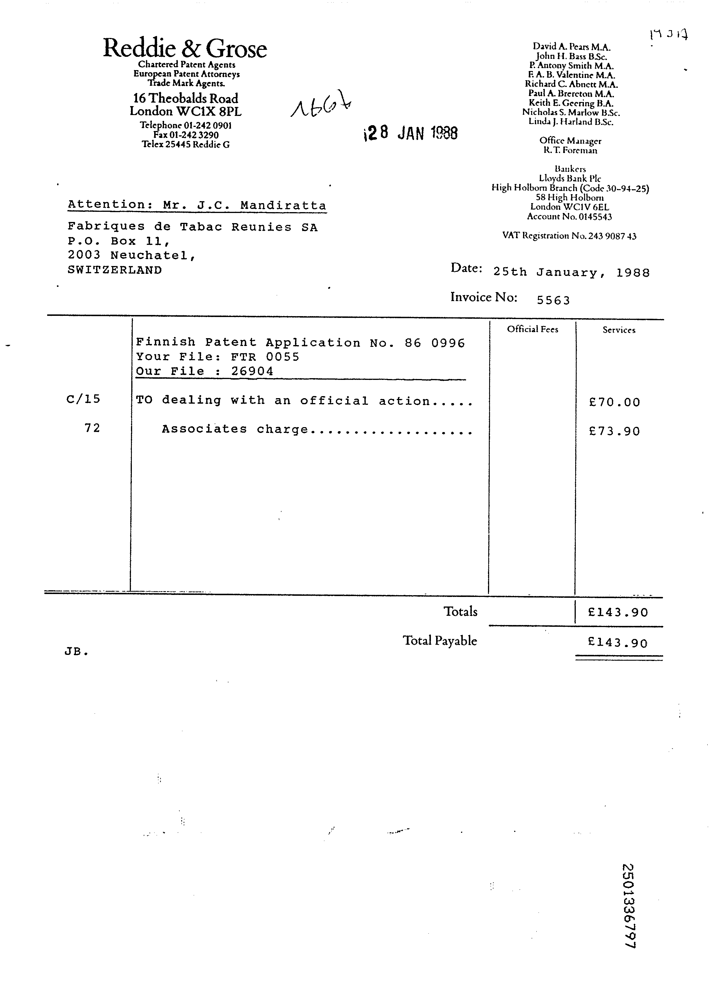 Reddie & Grose
Chartered Patent Agents
European Patent Attorneys
Trade Mark Agents.
16 Theobalds Road
London WC1X 8PL
Telephone 01-242 0901
Fax 01-242 3290
Telex 25445 Reddie G
28 JAN 1988
David A. Pears M.A.
John H. Bass B.Sc.
P. Antony Smith M.A.
F. A. B. Valentine M.A.
Richard C. Abnett M.A.
Paul A. Brereton M.A.
Keith E. Geering B.A.
Nicholas S. Marlow B.Sc.
Linda J. Harland B.Sc.
Office Manager
R. T. Foreman
Bankers
Lloyds Bank Plc
High Holborn Branch (Code 30-94-25)
58 High Holborn
London WC1V 6EL
Account No. 0145543
VAT Registration No. 243 9087 43
Attention: Mr. J.C. Mandiratta
Fabriques de Tabac Reunies SA
P.O. Box 11,
2003 Neuchatel,
SWITZERLAND
Date: 25th January, 1988
Invoice No: 5563
Official Fees Services
Finnish Patent Application No. 86 0996
Your File: FTR 0055
Our File : 26904
C/15 TO dealing with an official action..... £70.00
72 Associates charge................... £73.90
Totals £143.90
Total Payable £143.90
JB.
2501336797